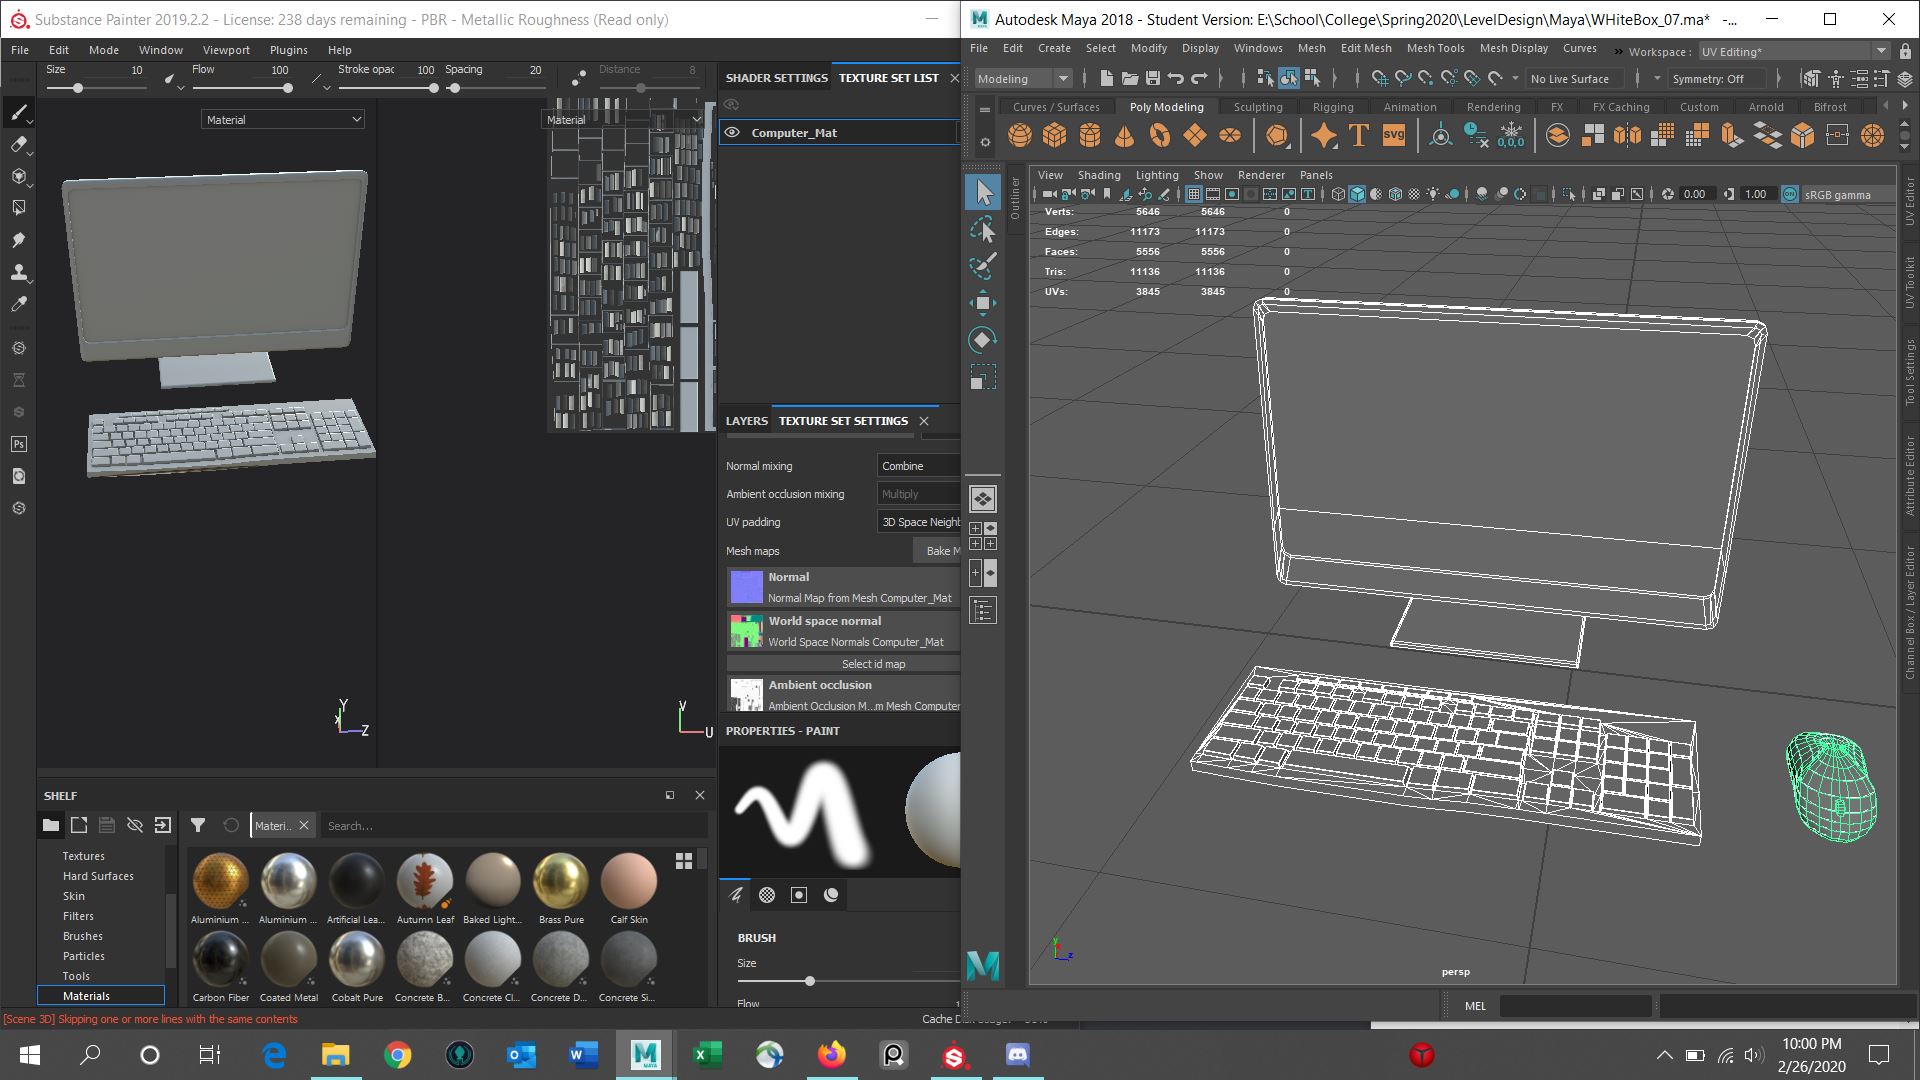 Substance Painter 2019.2.2 - License: 238 days remaining - PBR - Metallic Roughness (Read only)
File Edit Mode Window Viewport Plugins Help
Size 10 Flow 100 Stroke opac 100 Spacing 20 Distance 8
Material
Material
SHADER SETTINGS TEXTURE SET LIST
Computer_Mat
LAYERS TEXTURE SET SETTINGS
Normal mixing Combine
Ambient occlusion mixing Multiply
UV padding 3D Space Neighb
Mesh maps Bake M
Normal
Normal Map from Mesh Computer_Mat
World space normal
World Space Normals Computer_Mat
Select id map
Ambient occlusion
Ambient Occlusion M...m Mesh Computer
Y
X
Z
V
U
Ps
PROPERTIES - PAINT
BRUSH
Size
Flow
SHELF
Materi..
Search...
Textures
Hard Surfaces
Skin
Filters
Brushes
Particles
Tools
Materials
Aluminium ... Aluminium ... Artificial Lea... Autumn Leaf Baked Light... Brass Pure Calf Skin
Carbon Fiber Coated Metal Cobalt Pure Concrete B... Concrete Cl... Concrete D... Concrete Si...
[Scene 3D] Skipping one or more lines with the same contents
Cache Di
Autodesk Maya 2018 - Student Version: E:\School\College\Spring2020\LevelDesign\Maya\WHiteBox_07.ma* -...
File Edit Create Select Modify Display Windows Mesh Edit Mesh Mesh Tools Mesh Display Curves
Workspace : UV Editing*
Modeling
No Live Surface
Symmetry: Off
Curves / Surfaces Poly Modeling Sculpting Rigging Animation Rendering FX FX Caching Custom Arnold Bifrost
T svg 0,0,0
View Shading Lighting Show Renderer Panels
0.00 1.00 ON sRGB gamma
Verts: 5646 5646 0
Edges: 11173 11173 0
Faces: 5556 5556 0
Tris: 11136 11136 0
UVs: 3845 3845 0
Outliner
UV Editor
UV Toolkit
Tool Settings
Attribute Editor
Channel Box / Layer Editor
y
z
persp
MEL
10:00 PM
2/26/2020